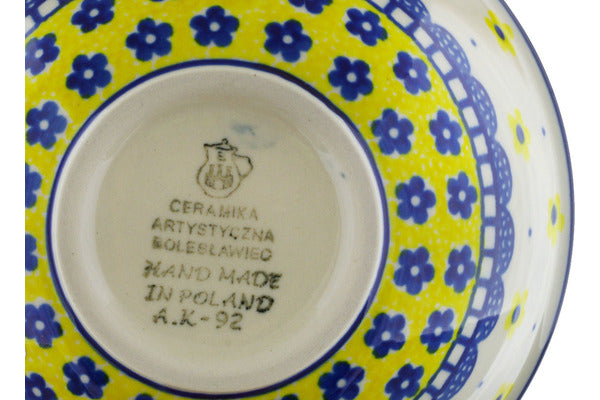 CERAMIKA
ARTYSTYCZNA
BOLESŁAWIEC
HAND MADE
IN POLAND
A.K-92